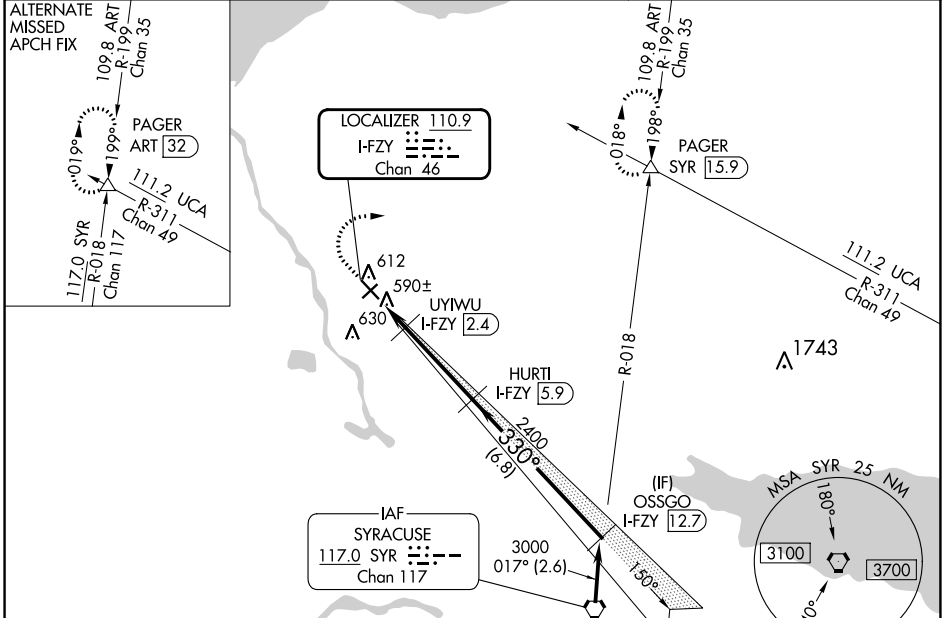 ALTERNATE
MISSED
APCH FIX
109.8 ART
R-199
Chan 35
019°
199°
PAGER
ART 32
111.2 UCA
R-311
Chan 49
117.0 SYR
R-018
Chan 117
LOCALIZER 110.9
I-FZY
Chan 46
109.8 ART
R-199
Chan 35
018°
198°
PAGER
SYR 15.9
111.2 UCA
R-311
Chan 49
612
590±
630
UYIWU
I-FZY 2.4
1743
R-018
HURTI
I-FZY 5.9
2400
330°
(6.8)
(IF)
OSSGO
I-FZY 12.7
IAF
SYRACUSE
117.0 SYR
Chan 117
3000
017° (2.6)
150°
MSA SYR 25 NM
180°
3100
3700